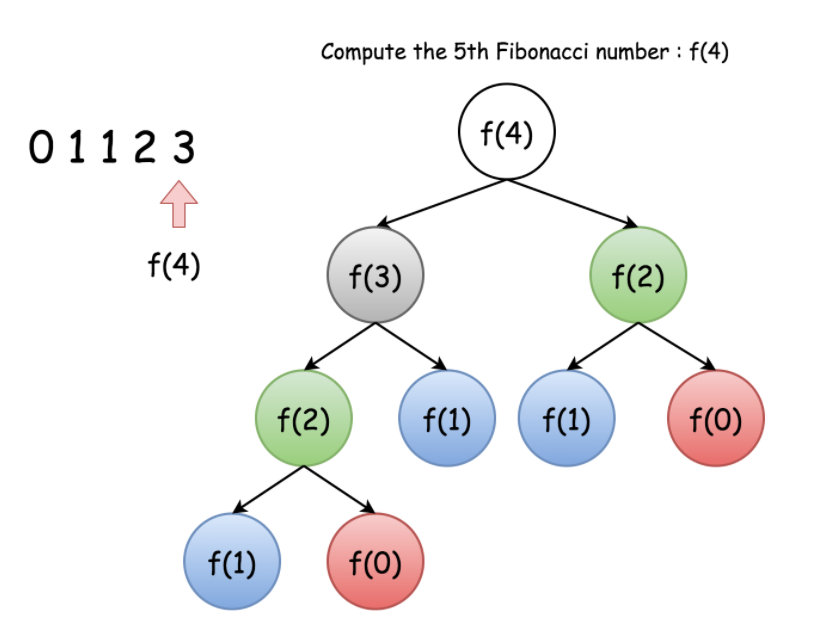 Compute the 5th Fibonacci number : f(4)
0 1 1 2 3
f(4)
f(4)
f(3)
f(2)
f(2)
f(1)
f(1)
f(0)
f(1)
f(0)